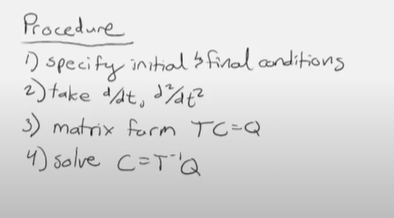 Procedure
1) specify initial & final conditions
2) take d/dt, d²/dt²
3) matrix form TC=Q
4) solve C=T⁻¹Q